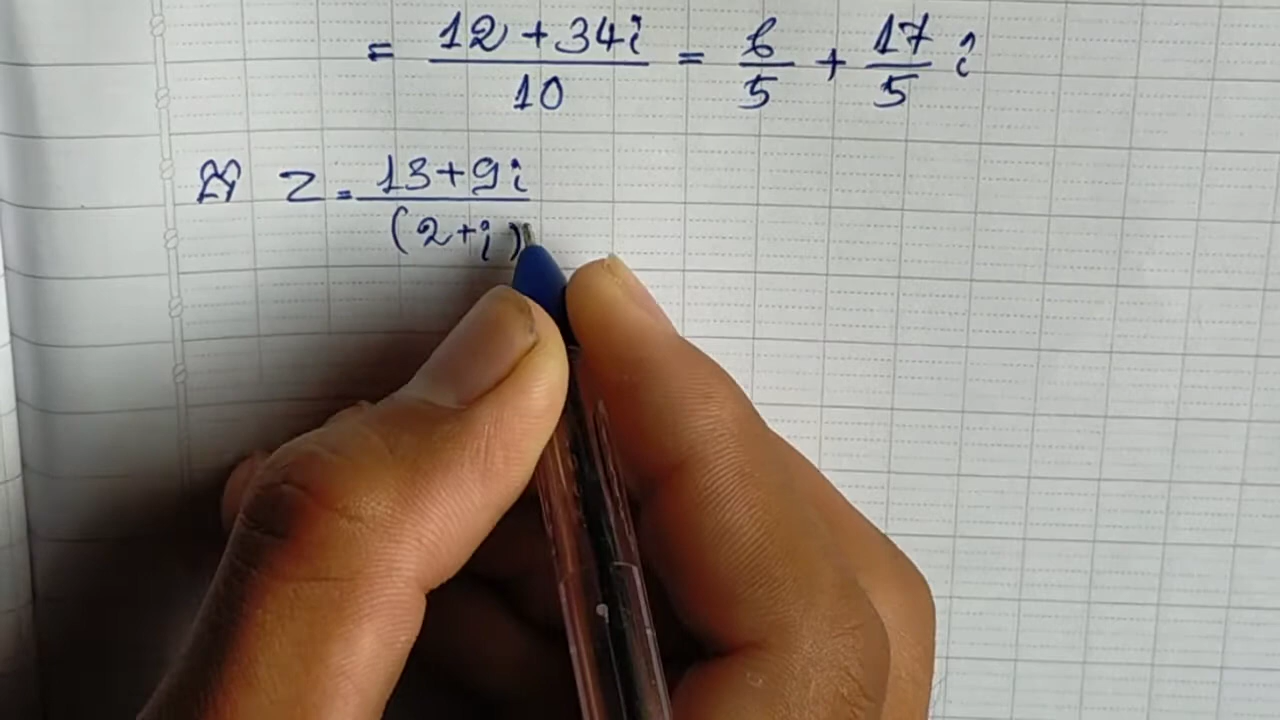 = 12 + 34i / 10 = 6/5 + 17/5 i
z = 13+9i / (2+i)